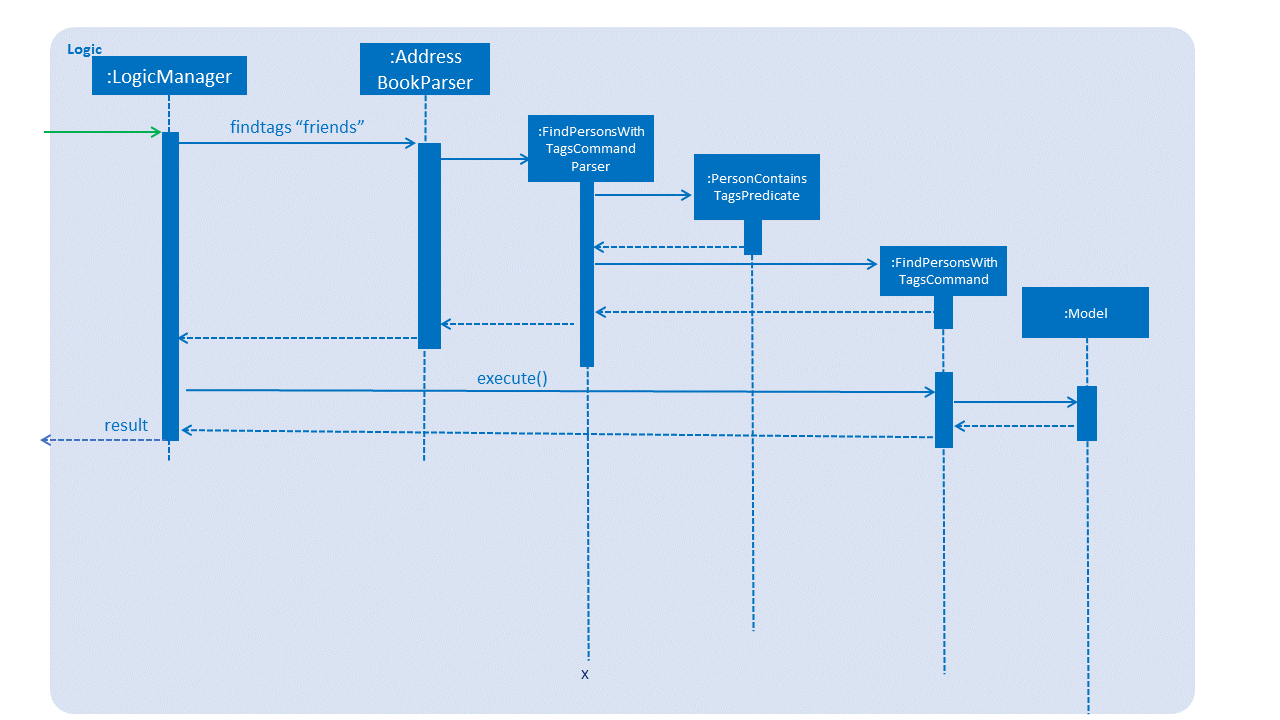 Logic
:LogicManager
:Address
BookParser
findtags “friends”
:FindPersonsWith
TagsCommand
Parser
:PersonContains
TagsPredicate
:FindPersonsWith
TagsCommand
:Model
execute()
result
x